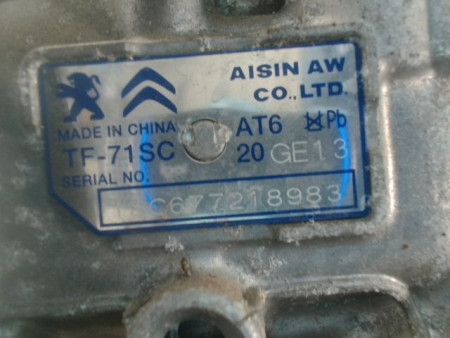 AISIN AW
CO.,LTD.
MADE IN CHINA
AT6 Pb
TF-71SC
20 GE13
SERIAL NO.
C677218983